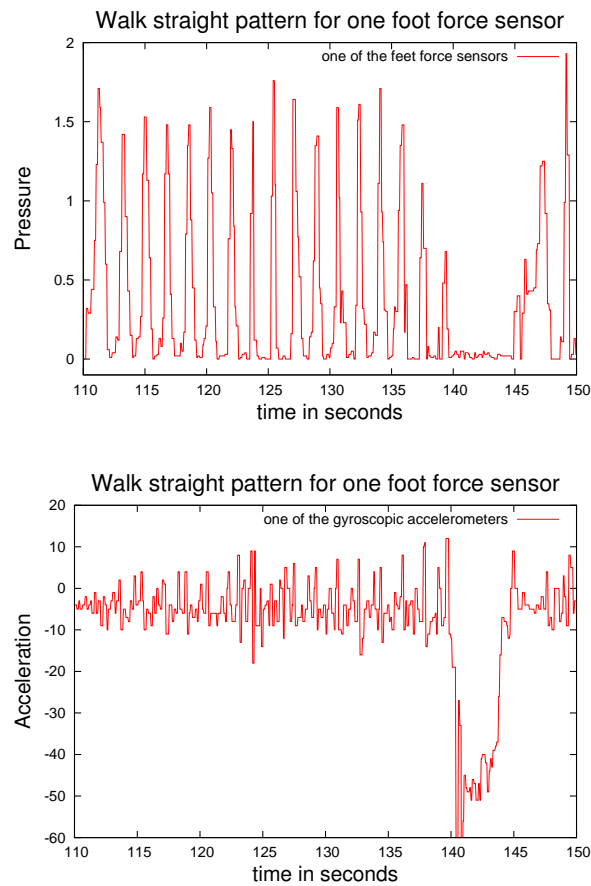 Walk straight pattern for one foot force sensor
one of the feet force sensors
Pressure
2
1.5
1
0.5
0
110 115 120 125 130 135 140 145 150
time in seconds
Walk straight pattern for one foot force sensor
one of the gyroscopic accelerometers
Acceleration
20
10
0
-10
-20
-30
-40
-50
-60
110 115 120 125 130 135 140 145 150
time in seconds